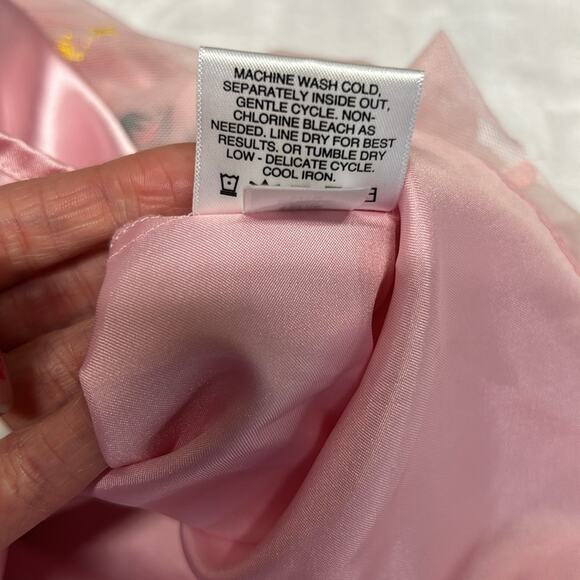 MACHINE WASH COLD,
SEPARATELY INSIDE OUT,
GENTLE CYCLE. NON-
CHLORINE BLEACH AS
NEEDED. LINE DRY FOR BEST
RESULTS. OR TUMBLE DRY
LOW - DELICATE CYCLE.
COOL IRON.